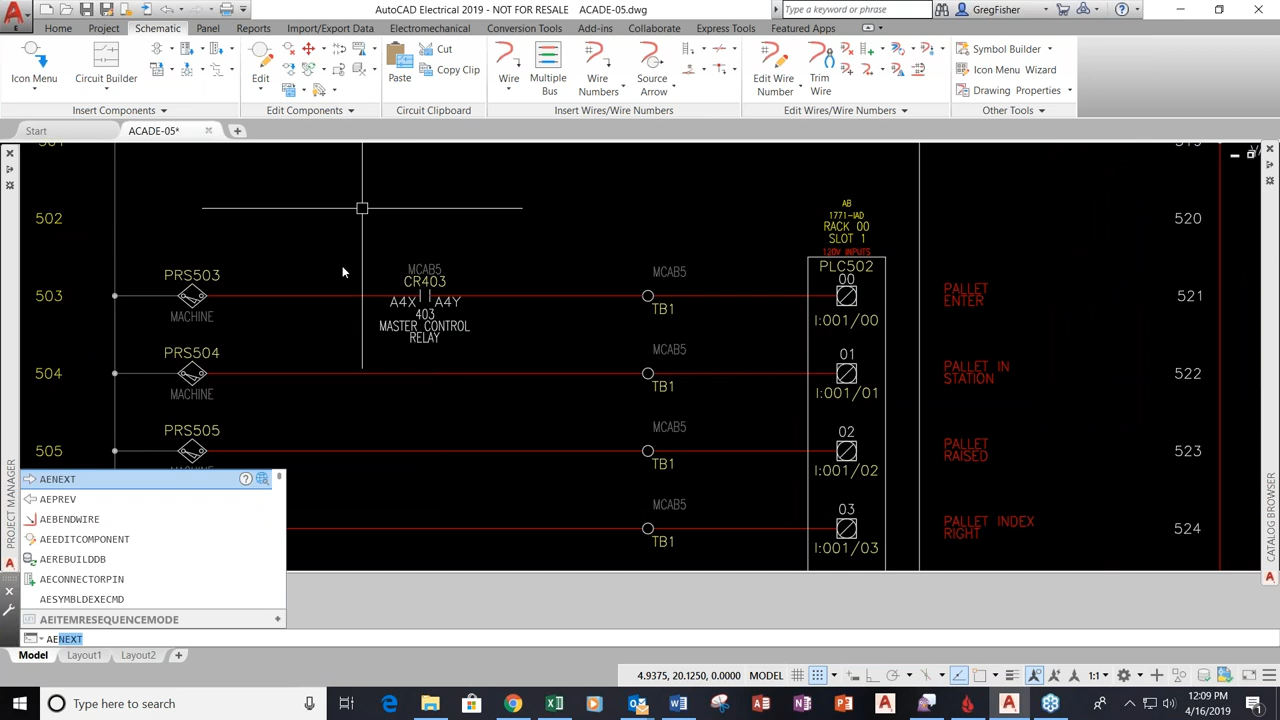 AutoCAD Electrical 2019 - NOT FOR RESALE ACADE-05.dwg
Type a keyword or phrase
GregFisher
Home Project Schematic Panel Reports Import/Export Data Electromechanical Conversion Tools Add-ins Collaborate Express Tools Featured Apps
Icon Menu
Circuit Builder
Insert Components
Edit
Edit Components
Paste
Cut
Copy Clip
Circuit Clipboard
Wire
Multiple
Bus
Wire
Numbers
Source
Arrow
Insert Wires/Wire Numbers
Edit Wire
Number
Trim
Wire
Edit Wires/Wire Numbers
Symbol Builder
Icon Menu Wizard
Drawing Properties
Other Tools
Start
ACADE-05*
502
520
AB
1771-IAD
RACK 00
SLOT 1
120V INPUTS
PLC502
503
PRS503
MACHINE
MCAB5
CR403
A4X
A4Y
403
MASTER CONTROL
RELAY
MCAB5
TB1
00
I:001/00
PALLET
ENTER
521
504
PRS504
MACHINE
MCAB5
TB1
01
I:001/01
PALLET IN
STATION
522
505
PRS505
MCAB5
TB1
02
I:001/02
PALLET
RAISED
523
MCAB5
TB1
03
I:001/03
PALLET INDEX
RIGHT
524
PROJECT MANAGER
CATALOG BROWSER
AENEXT
AEPREV
AEBENDWIRE
AEEDITCOMPONENT
AEREBUILDDB
AECONNECTORPIN
AESYMBLDEXECMD
AEITEMRESEQUENCEMODE
AENEXT
Model Layout1 Layout2
4.9375, 20.1250, 0.0000 MODEL
1:1
Type here to search
12:09 PM
4/16/2019